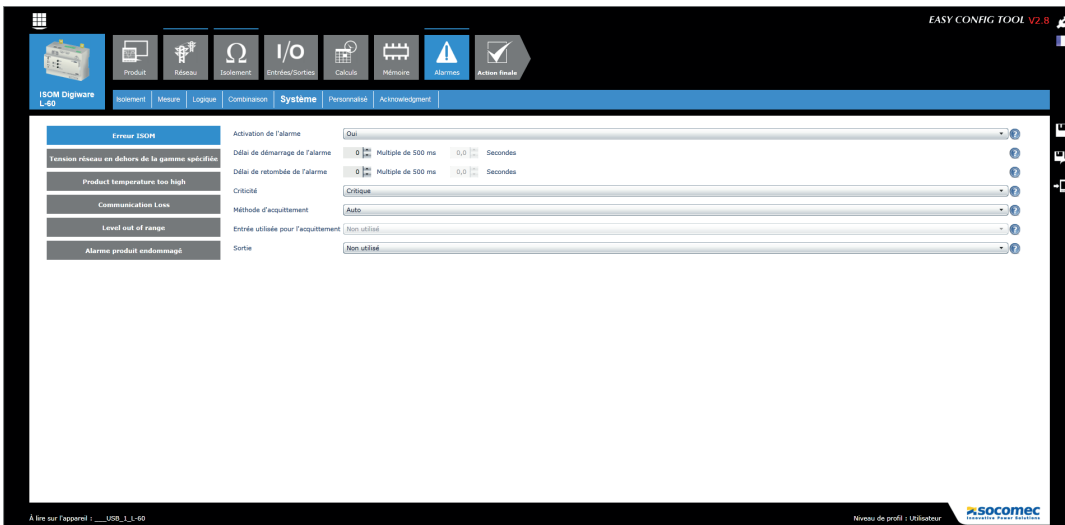 EASY CONFIG TOOL V2.8
Produit
Réseau
Isolement
I/O
Entrées/Sorties
Calculs
Mémoire
Alarmes
Action finale
ISOM Digiware
L-60
Isolement
Mesure
Logique
Combinaison
Système
Personnalisé
Acknowledgment
Erreur ISOM
Tension réseau en dehors de la gamme spécifiée
Product temperature too high
Communication Loss
Level out of range
Alarme produit endommagé
Activation de l'alarme
Oui
Délai de démarrage de l'alarme
0 Multiple de 500 ms 0,0 Secondes
Délai de retombée de l'alarme
0 Multiple de 500 ms 0,0 Secondes
Criticité
Critique
Méthode d'acquittement
Auto
Entrée utilisée pour l'acquittement
Non utilisé
Sortie
Non utilisé
À lire sur l'appareil : ___USB_1_L-60
Niveau de profil : Utilisateur
socomec
Innovative Power Solutions